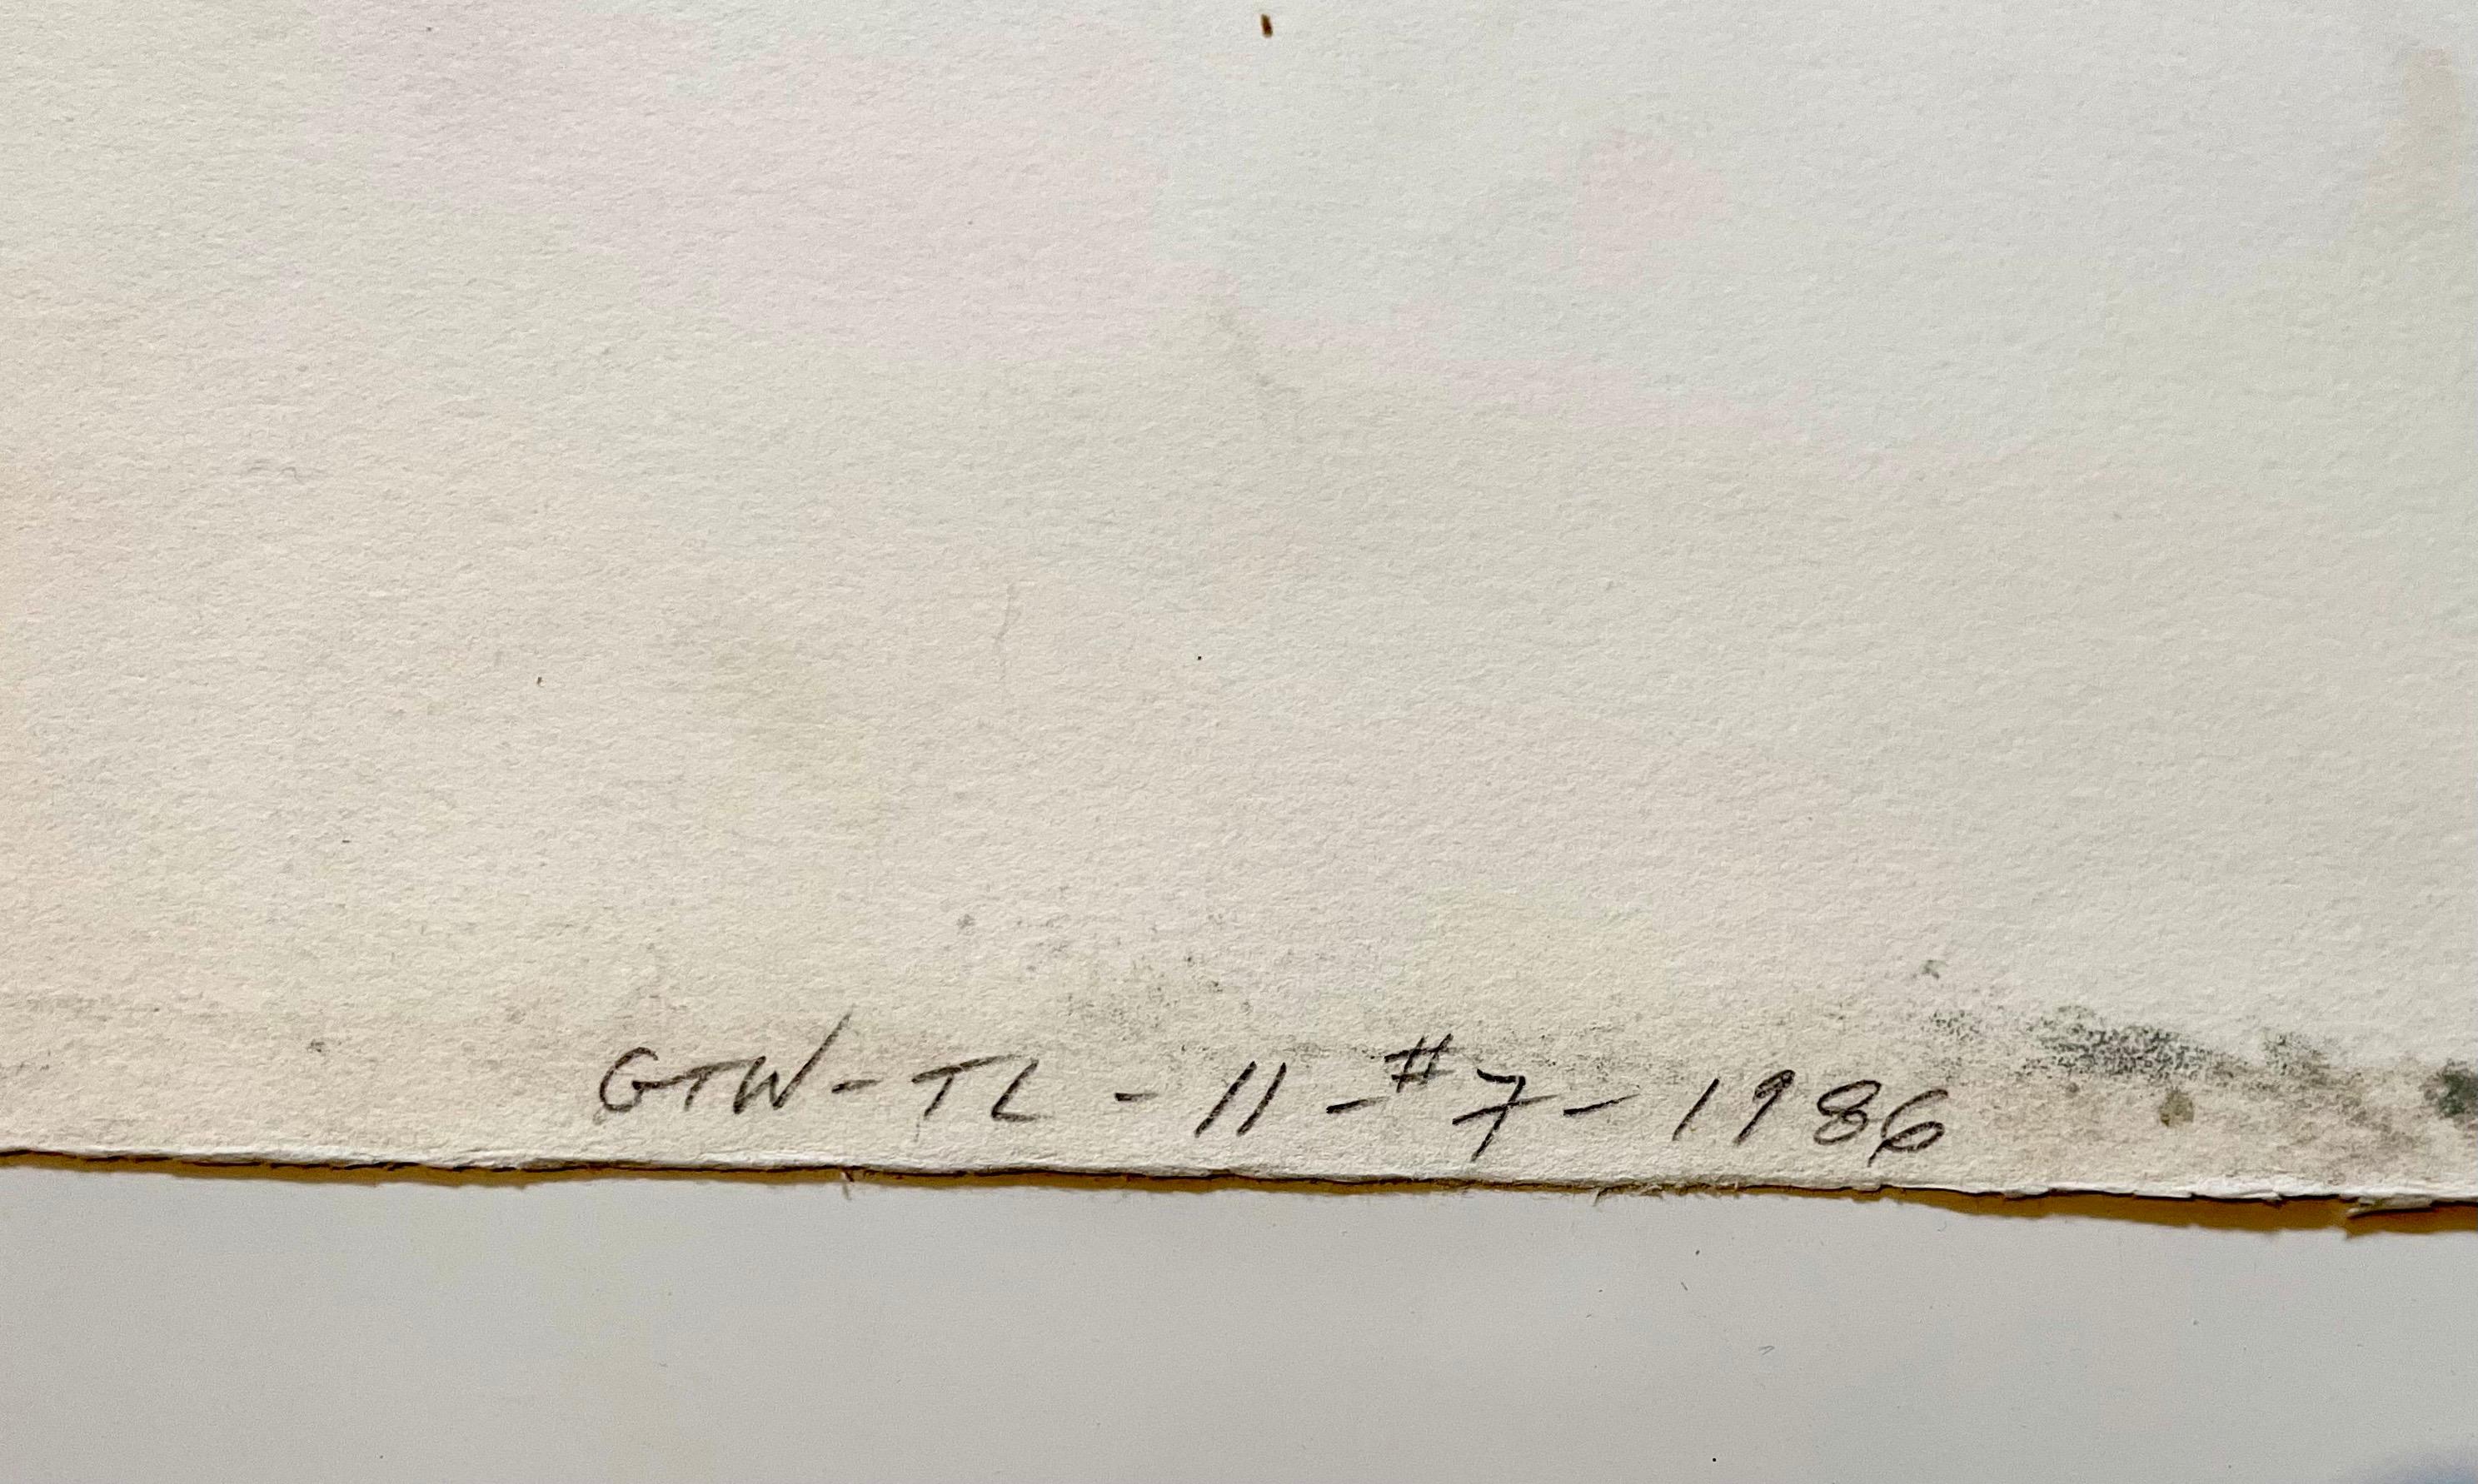 GTW - TL - 11 - #7 - 1986